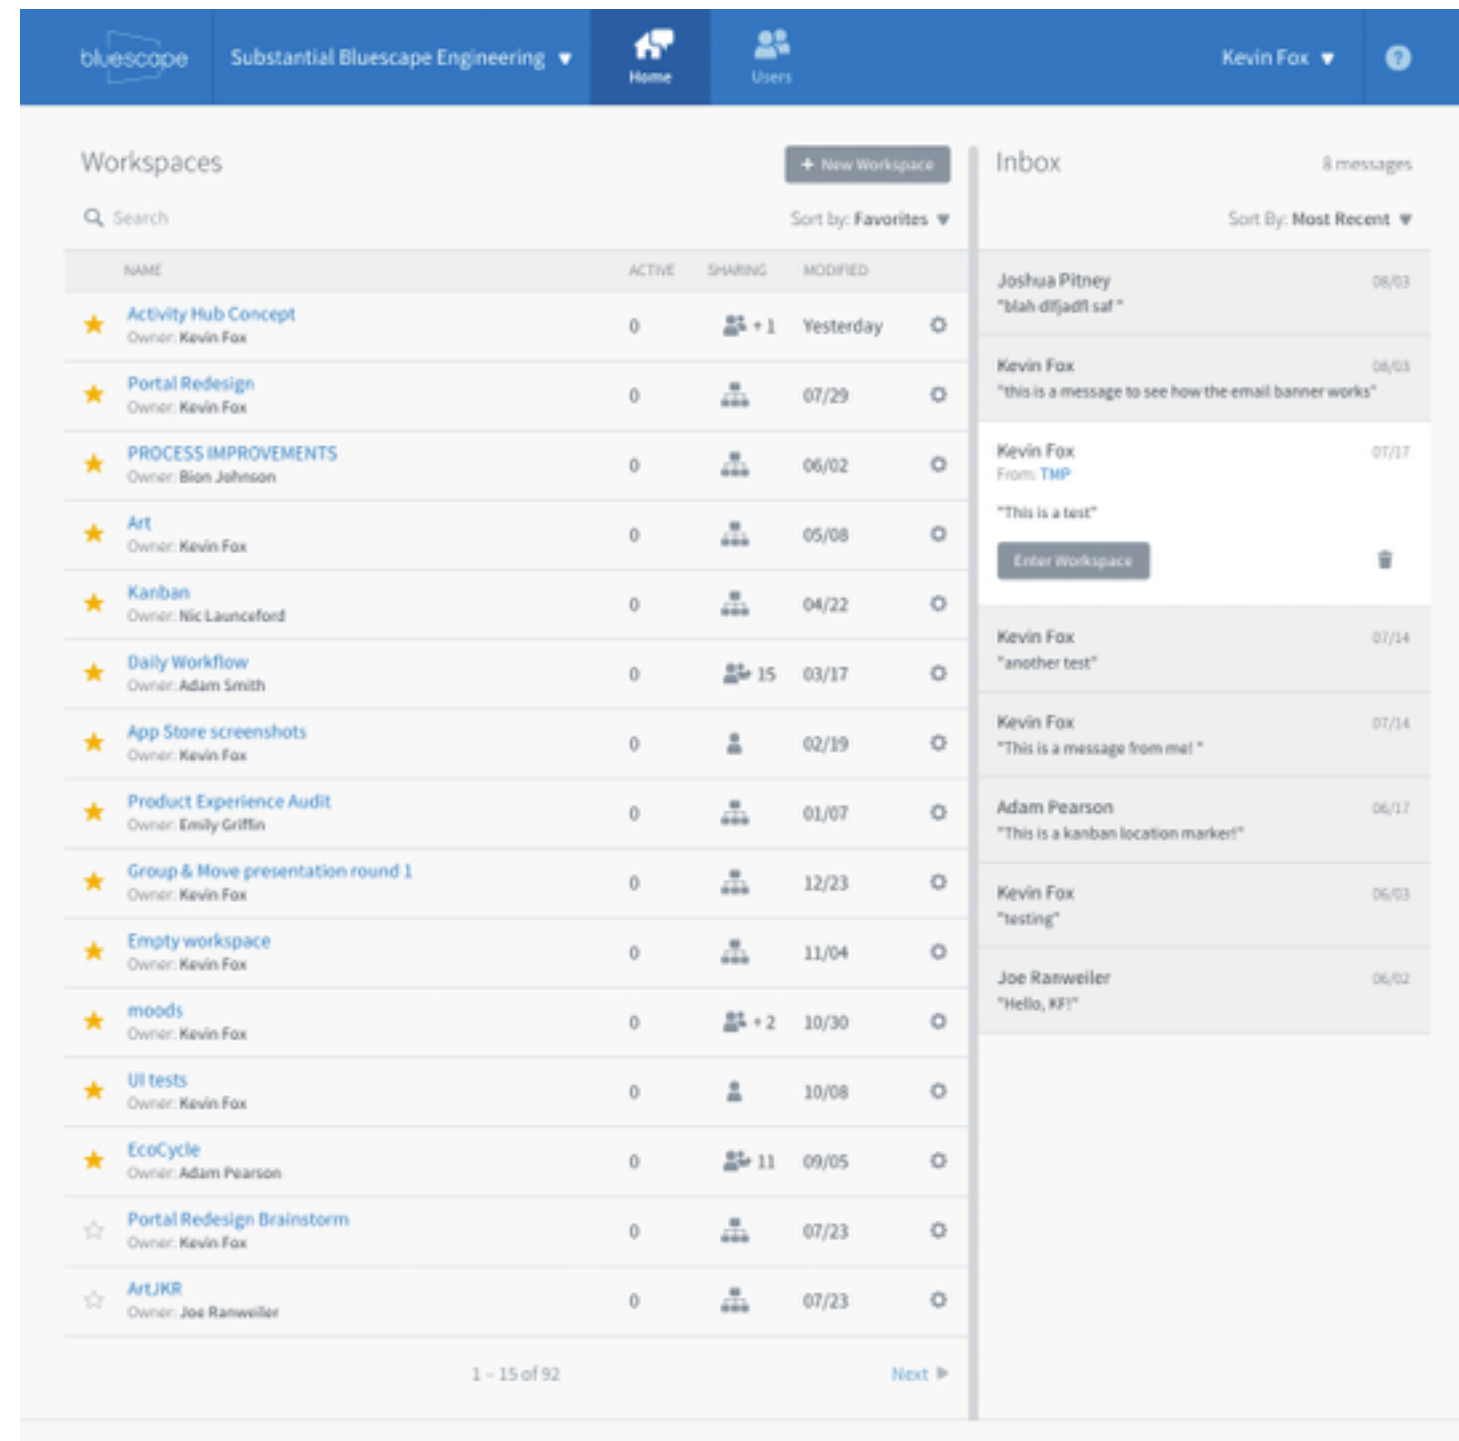 bluescape
Substantial Bluescape Engineering
Home
Users
Kevin Fox
?
Workspaces
+ New Workspace
Search
Sort by: Favorites
NAME ACTIVE SHARING MODIFIED
Activity Hub Concept
Owner: Kevin Fox
0 + 1 Yesterday
Portal Redesign
Owner: Kevin Fox
0 07/29
PROCESS IMPROVEMENTS
Owner: Bion Johnson
0 06/02
Art
Owner: Kevin Fox
0 05/08
Kanban
Owner: Nic Launceford
0 04/22
Daily Workflow
Owner: Adam Smith
0 + 15 03/17
App Store screenshots
Owner: Kevin Fox
0 02/19
Product Experience Audit
Owner: Emily Griffin
0 01/07
Group & Move presentation round 1
Owner: Kevin Fox
0 12/23
Empty workspace
Owner: Kevin Fox
0 11/04
moods
Owner: Kevin Fox
0 + 2 10/30
UI tests
Owner: Kevin Fox
0 10/08
EcoCycle
Owner: Adam Pearson
0 + 11 09/05
Portal Redesign Brainstorm
Owner: Kevin Fox
0 07/23
ArtJKR
Owner: Joe Ranweiler
0 07/23
1 – 15 of 92
Next
Inbox
8 messages
Sort By: Most Recent
Joshua Pitney 08/03
"blah saf "
Kevin Fox 08/03
"this is a message to see how the email banner works"
Kevin Fox 07/17
From: TMP
"This is a test"
Enter Workspace
Kevin Fox 07/14
"another test"
Kevin Fox 07/14
"This is a message from me! "
Adam Pearson 06/17
"This is a kanban location marker!"
Kevin Fox 06/03
"testing"
Joe Ranweiler 06/02
"Hello, KF!"